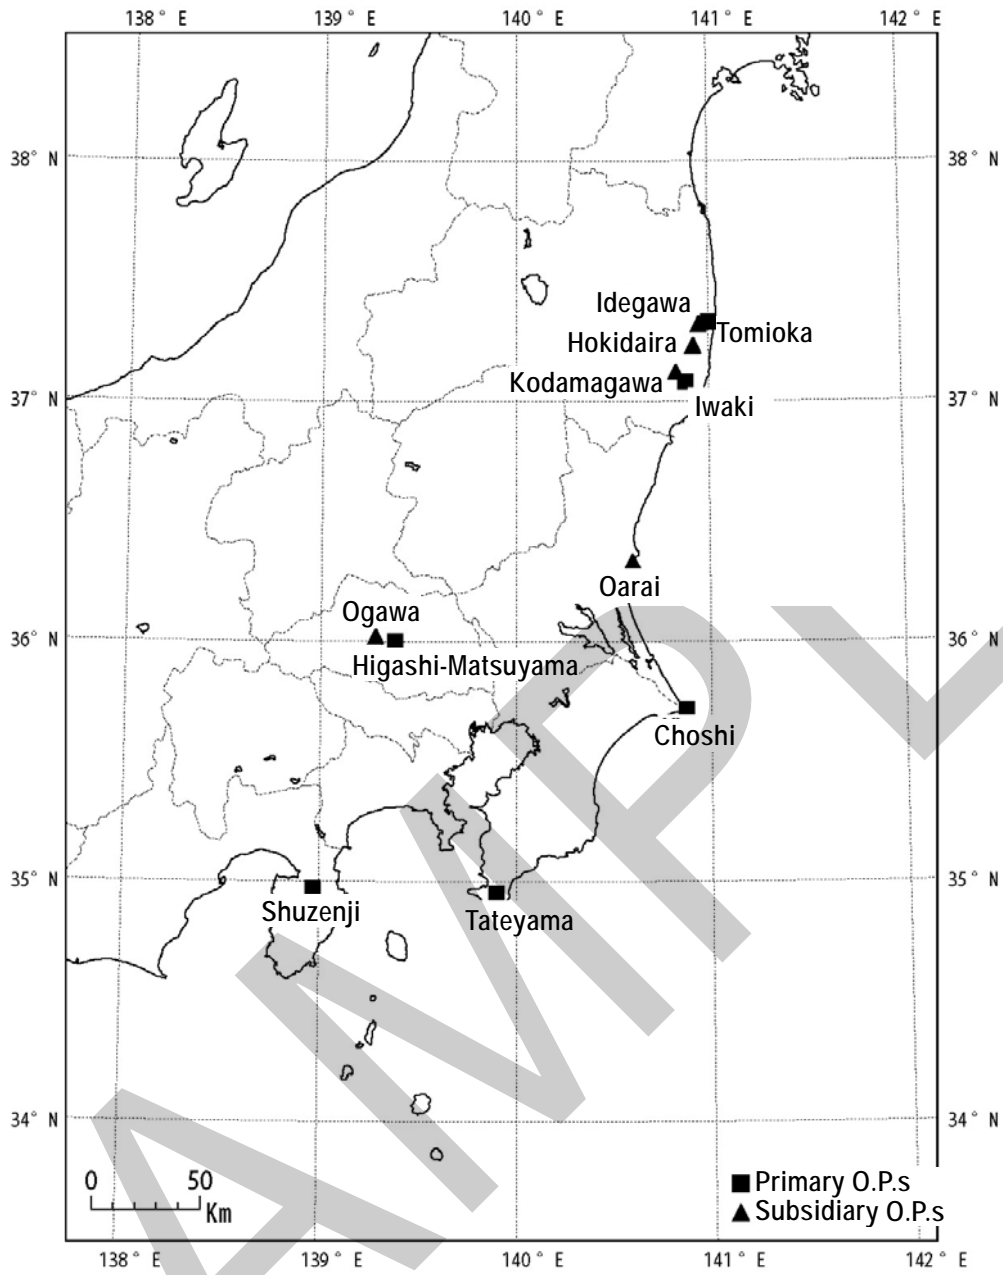 138° E 139° E 140° E 141° E 142° E
38° N 38° N
Idegawa
Tomioka
Hokidaira
Kodamagawa
37° N 37° N
Iwaki
Oarai
Ogawa
36° N 36° N
Higashi-Matsuyama
Choshi
35° N 35° N
Shuzenji
Tateyama
34° N 34° N
0 50
Km
Primary O.P.s
Subsidiary O.P.s
138° E 139° E 140° E 141° E 142° E